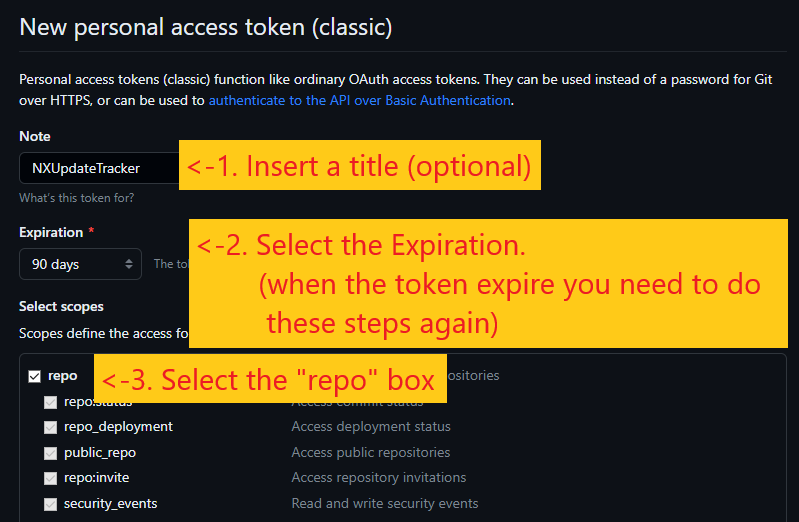 New personal access token (classic)
Personal access tokens (classic) function like ordinary OAuth access tokens. They can be used instead of a password for Git
over HTTPS, or can be used to authenticate to the API over Basic Authentication.
Note
NXUpdateTracker
<-1. Insert a title (optional)
What's this token for?
Expiration *
<-2. Select the Expiration.
90 days
The
(when the token expire you need to do
these steps again)
Select scopes
Scopes define the access
repo
<-3. Select the "repo" box
repo:status
Access commit status
repo_deployment
Access deployment status
public_repo
Access public repositories
repo:invite
Access repository invitations
security_events
Read and write security events